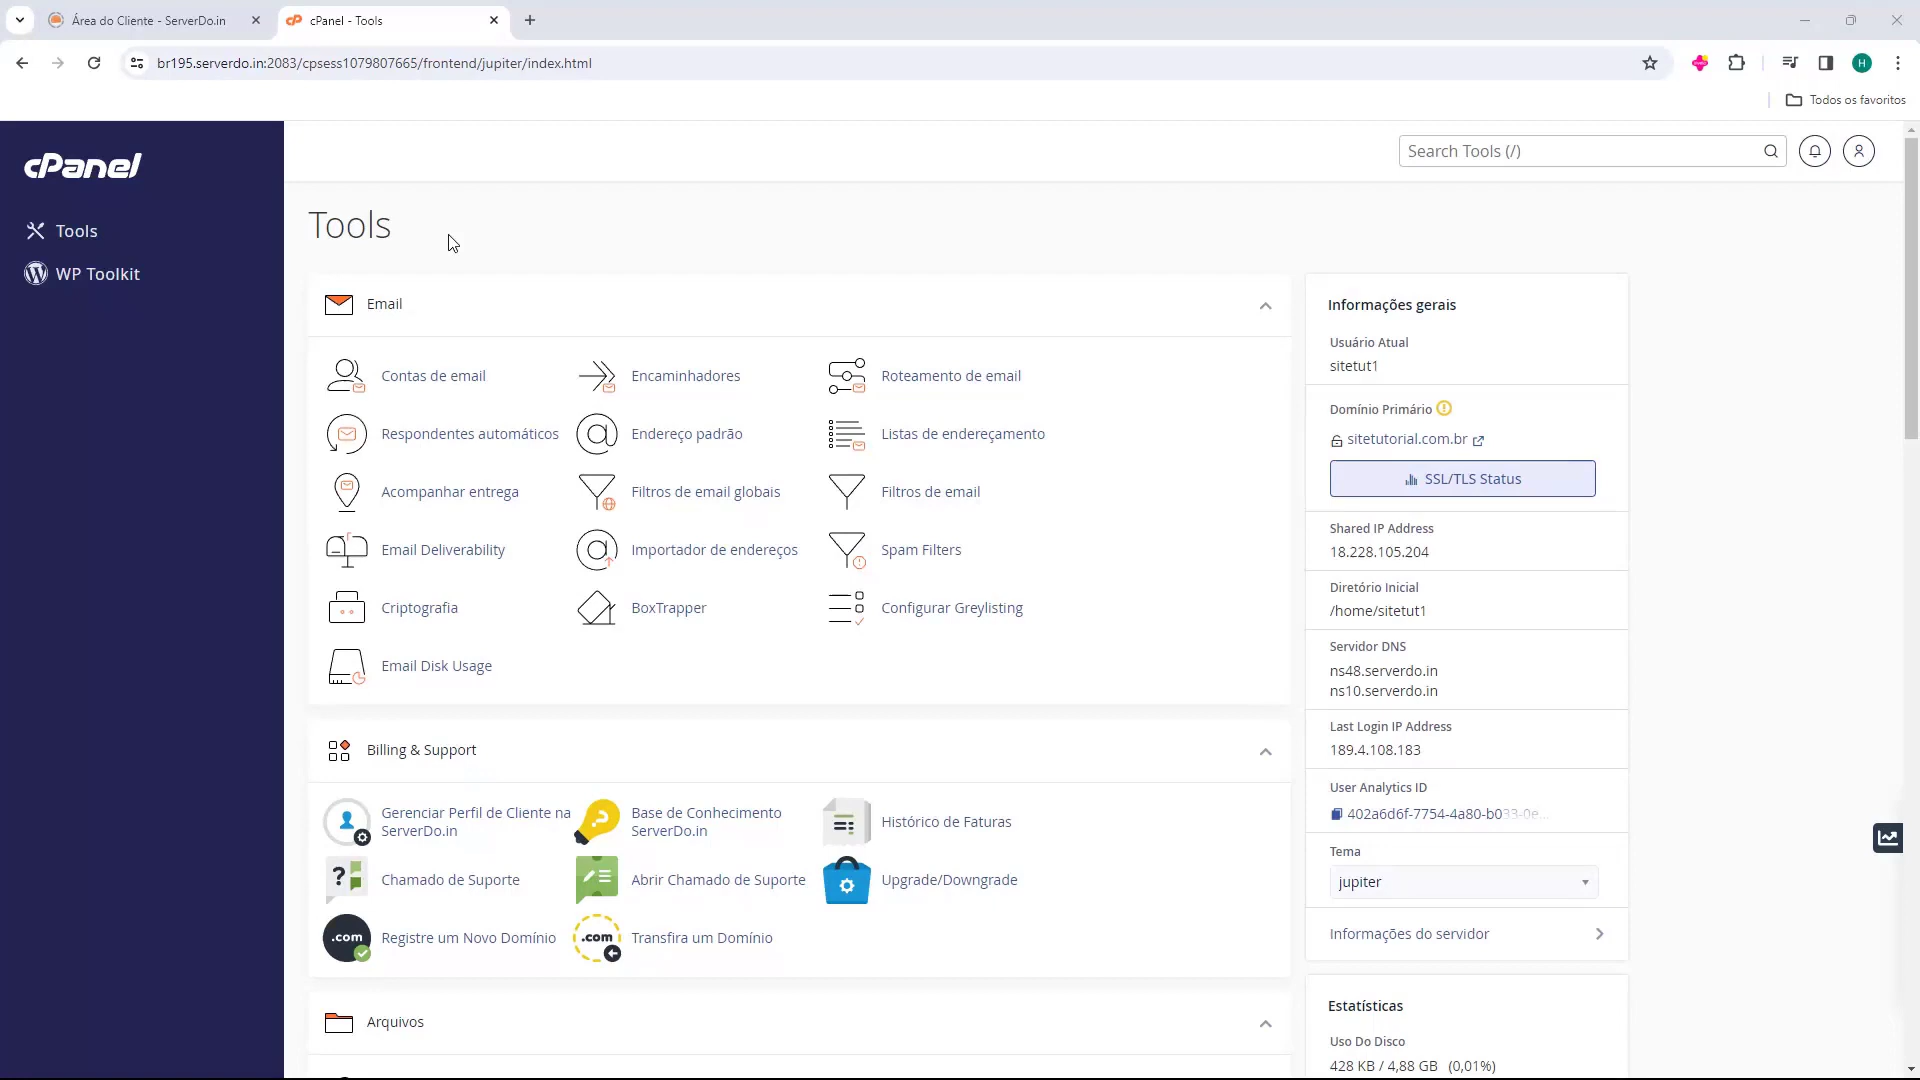 Área do Cliente - ServerDo.in
cPanel - Tools
br195.serverdo.in:2083/cpsess1079807665/frontend/jupiter/index.html
H
Todos os favoritos
cPanel
Search Tools (/)
Tools
WP Toolkit
Tools
Email
Contas de email
Encaminhadores
Roteamento de email
Respondentes automáticos
Endereço padrão
Listas de endereçamento
Acompanhar entrega
Filtros de email globais
Filtros de email
Email Deliverability
Importador de endereços
Spam Filters
Criptografia
BoxTrapper
Configurar Greylisting
Email Disk Usage
Billing & Support
Gerenciar Perfil de Cliente na
ServerDo.in
Base de Conhecimento
ServerDo.in
Histórico de Faturas
Chamado de Suporte
Abrir Chamado de Suporte
Upgrade/Downgrade
.com
Registre um Novo Domínio
.com
Transfira um Domínio
Arquivos
Informações gerais
Usuário Atual
sitetut1
Domínio Primário
sitetutorial.com.br
SSL/TLS Status
Shared IP Address
18.228.105.204
Diretório Inicial
/home/sitetut1
Servidor DNS
ns48.serverdo.in
ns10.serverdo.in
Last Login IP Address
189.4.108.183
User Analytics ID
402a6d6f-7754-4a80-b033-0e...
Tema
jupiter
Informações do servidor
Estatísticas
Uso Do Disco
428 KB / 4,88 GB (0,01%)